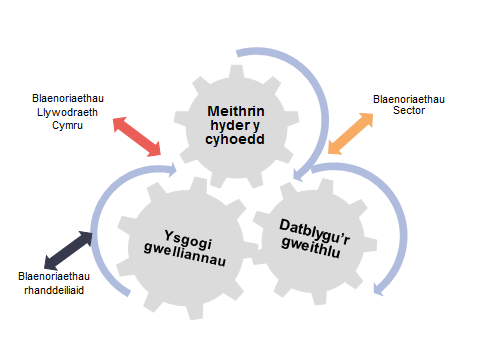 Blaenoriaethau
Llywodraeth
Cymru
Meithrin
hyder y
cyhoedd
Blaenoriaethau
Sector
Ysgogi
gwelliannau
Datblygu'r
gweithlu
Blaenoriaethau
rhanddeiliaid